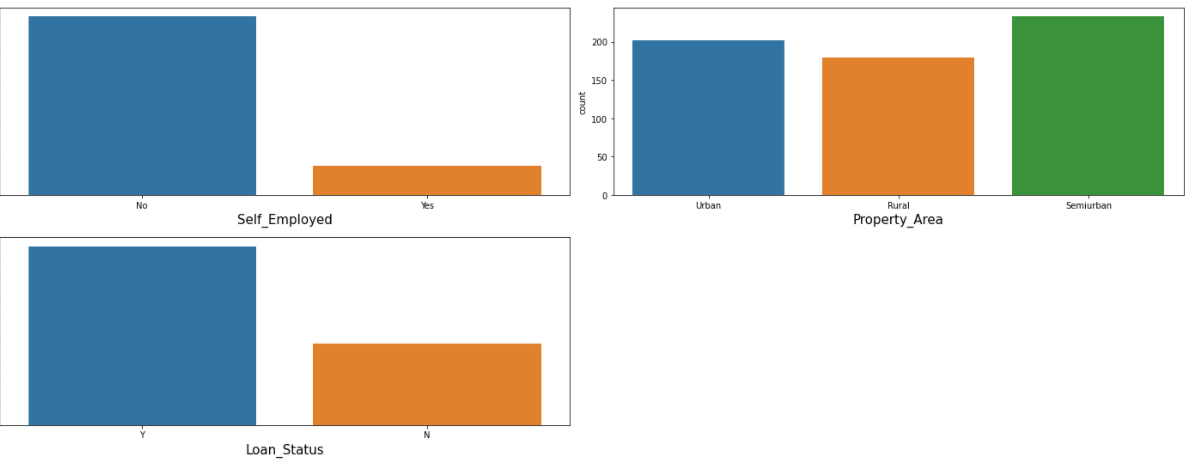 No Yes
Self_Employed
count
200
150
100
50
0
Urban Rural Semiurban
Property_Area
Y N
Loan_Status